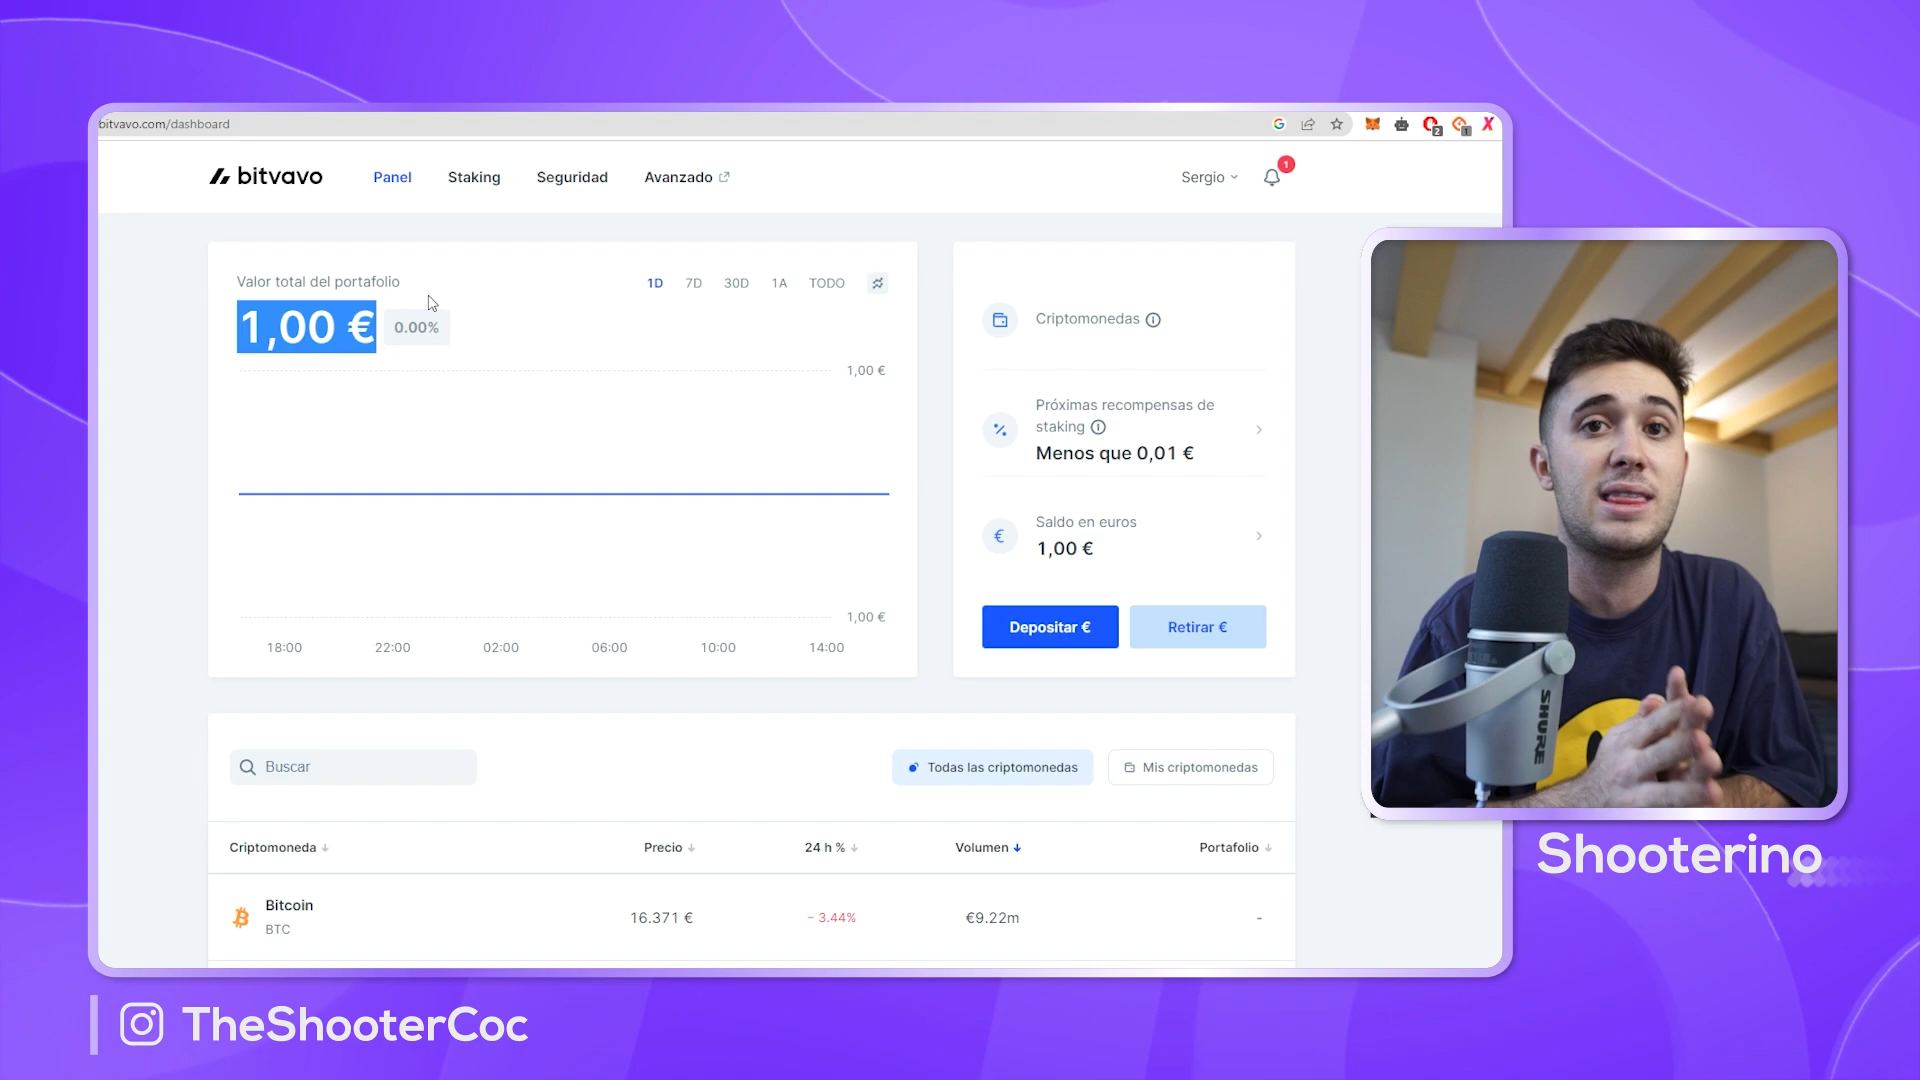 bitvavo.com/dashboard
2
1
bitvavo
Panel
Staking
Seguridad
Avanzado
Sergio
1
Valor total del portafolio
1D
7D
30D
1A
TODO
1,00 €
0.00%
1,00 €
1,00 €
18:00
22:00
02:00
06:00
10:00
14:00
Criptomonedas
Próximas recompensas de
staking
Menos que 0,01 €
Saldo en euros
1,00 €
Depositar €
Retirar €
Buscar
Todas las criptomonedas
Mis criptomonedas
Criptomoneda
Precio
24 h %
Volumen
Portafolio
Bitcoin
BTC
16.371 €
− 3.44%
€9.22m
-
SHURE
Shooterino
TheShooterCoc